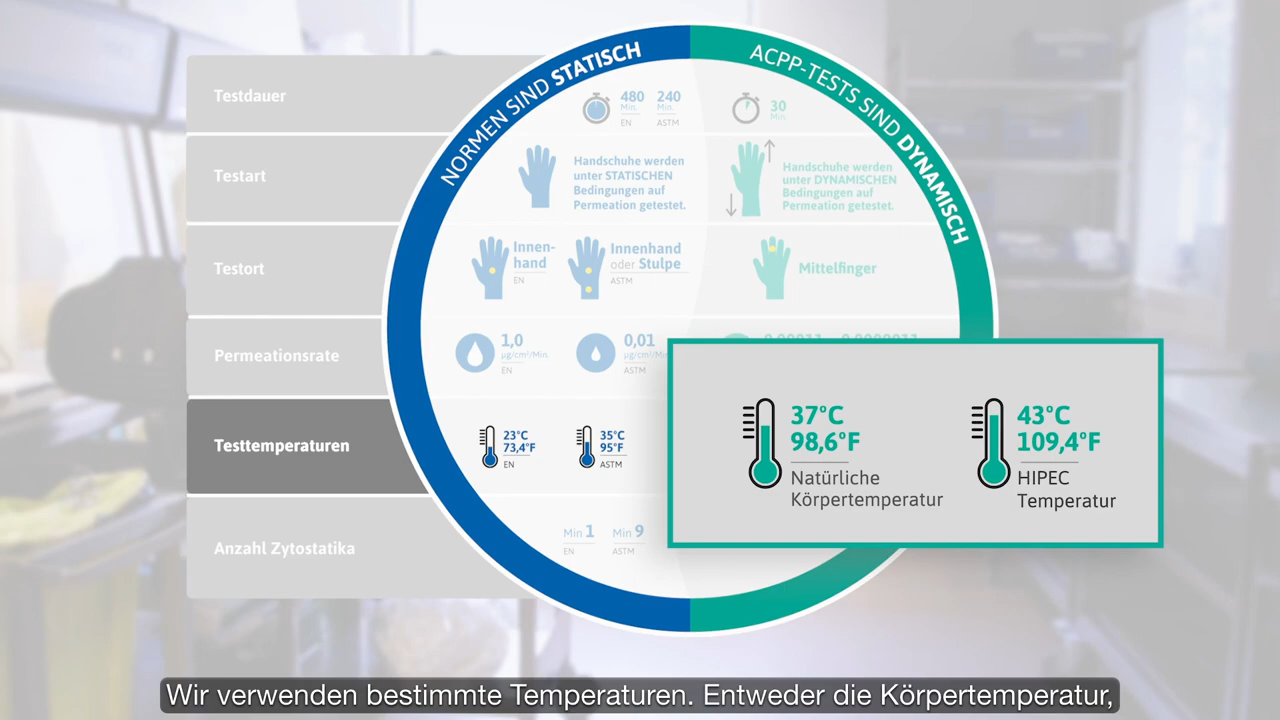 NORMEN SIND STATISCH
ACPP-TESTS SIND DYNAMISCH
Testdauer
480
Min.
EN
240
Min.
ASTM
30
Min
Testart
Handschuhe werden
unter STATISCHEN
Bedingungen auf
Permeation getestet.
Handschuhe werden
unter DYNAMISCHEN
Bedingungen auf
Permeation getestet.
Testort
Innen-
hand
EN
Innenhand
oder Stulpe
ASTM
Mittelfinger
Permeationsrate
1,0
µg/cm²/Min.
EN
0,01
ASTM
Testtemperaturen
23°C
73,4°F
EN
35°C
95°F
ASTM
37°C
98,6°F
Natürliche
Körpertemperatur
43°C
109,4°F
HIPEC
Temperatur
Anzahl Zytostatika
Min 1
EN
Min 9
ASTM
Wir verwenden bestimmte Temperaturen. Entweder die Körpertemperatur,